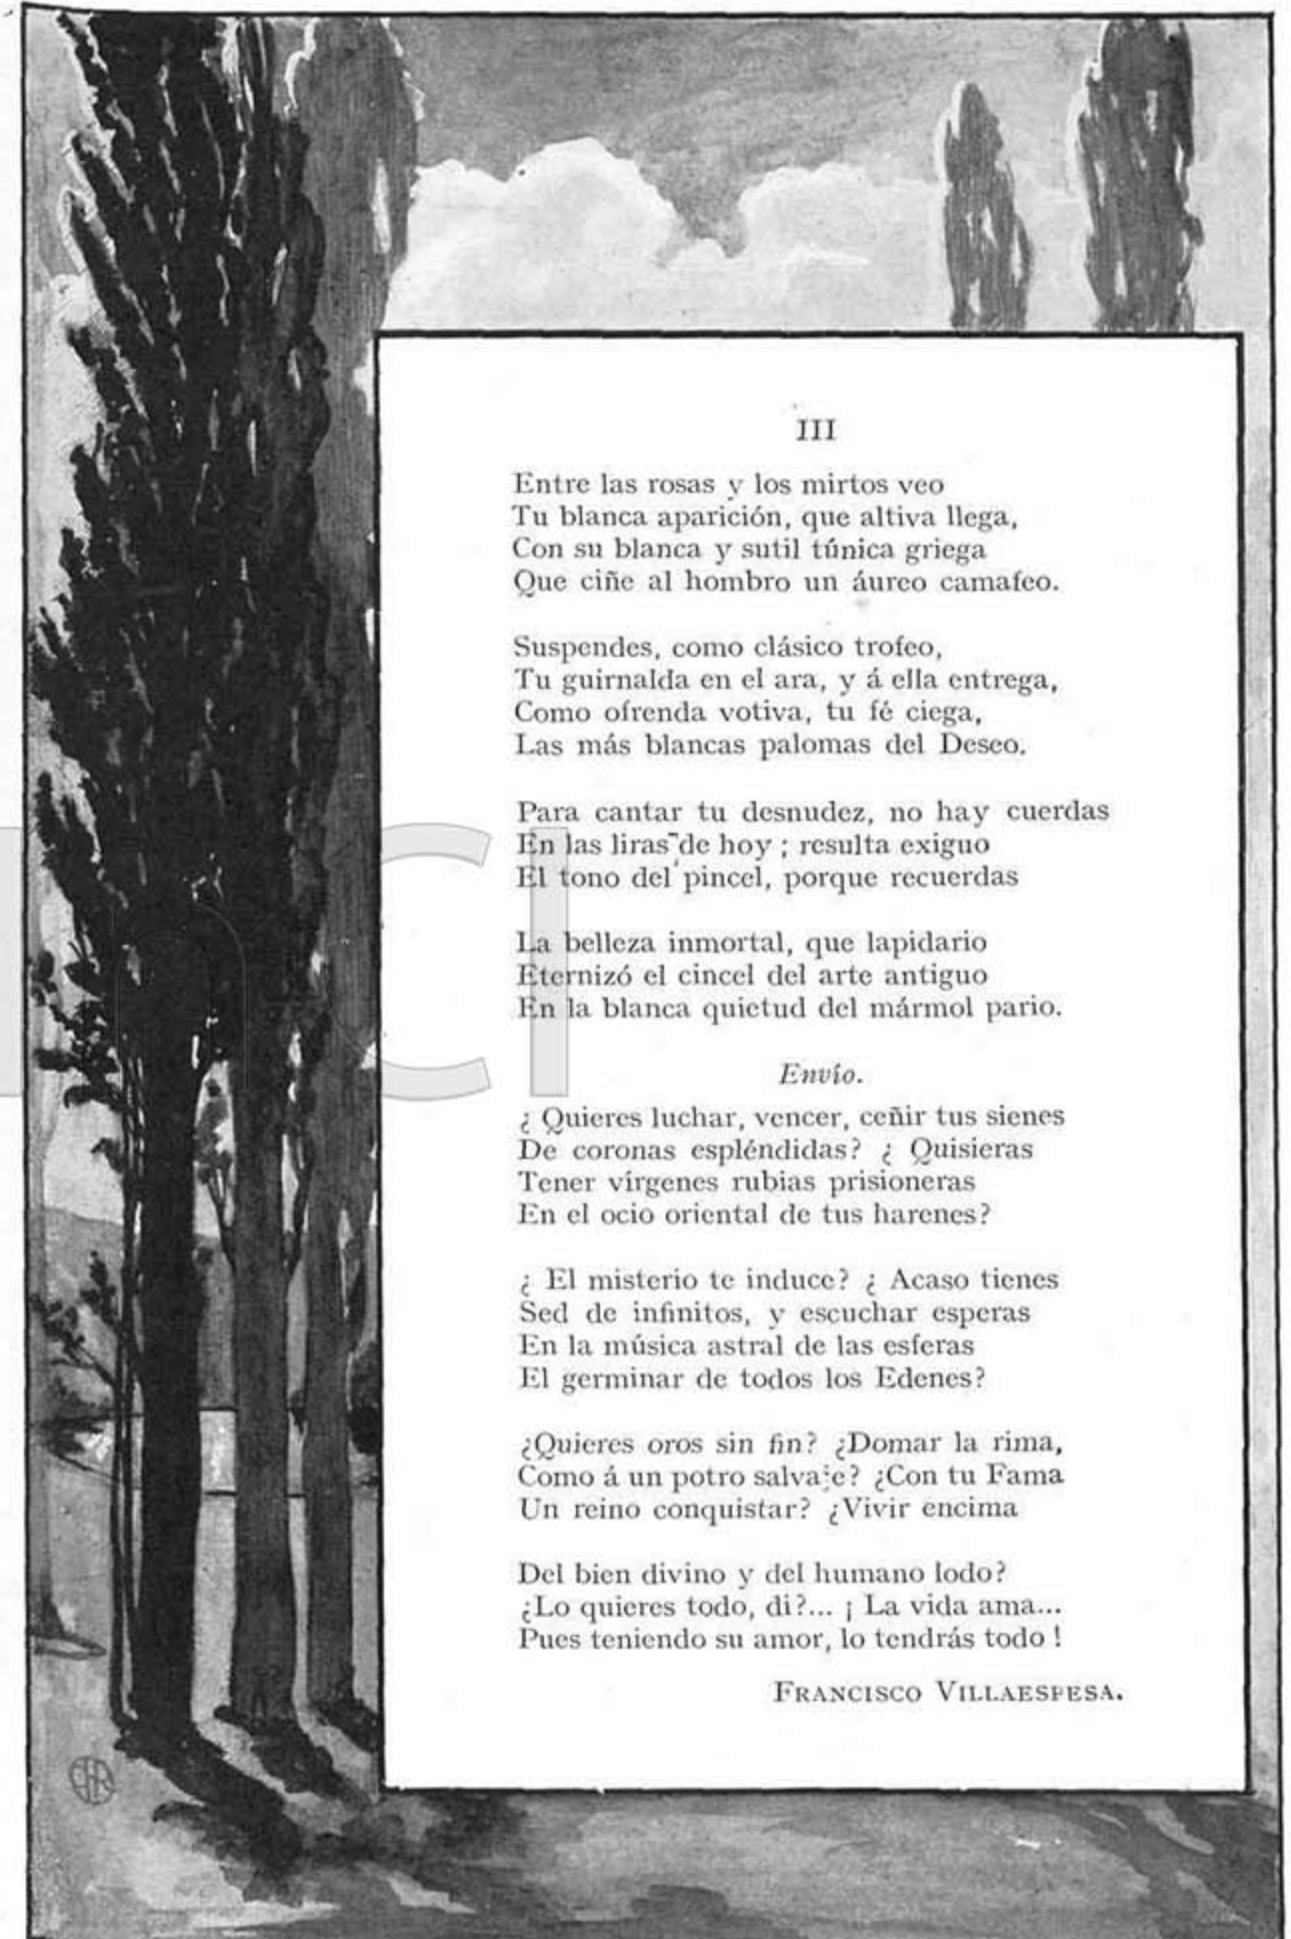 III
Entre las rosas y los mirtos veo
Tu blanca aparición, que altiva llega,
Con su blanca y sutil túnica griega
Que ciñe al hombro un áureo camafeo.
Suspendes, como clásico trofeo,
Tu guirnalda en el ara, y á ella entrega,
Como ofrenda votiva, tu fé ciega,
Las más blancas palomas del Deseo.
Para cantar tu desnudez, no hay cuerdas
En las liras de hoy ; resulta exiguo
El tono del pincel, porque recuerdas
La belleza inmortal, que lapidario
Eternizó el cincel del arte antiguo
En la blanca quietud del mármol pario.
Envío.
¿ Quieres luchar, vencer, ceñir tus sienes
De coronas espléndidas? ¿ Quisieras
Tener vírgenes rubias prisioneras
En el ocio oriental de tus harenes?
¿ El misterio te induce? ¿ Acaso tienes
Sed de infinitos, y escuchar esperas
En la música astral de las esferas
El germinar de todos los Edenes?
¿Quieres oros sin fin? ¿Domar la rima,
Como á un potro salvaje? ¿Con tu Fama
Un reino conquistar? ¿Vivir encima
Del bien divino y del humano lodo?
¿Lo quieres todo, di?... ¡ La vida ama...
Pues teniendo su amor, lo tendrás todo !
FRANCISCO VILLAESPESA.